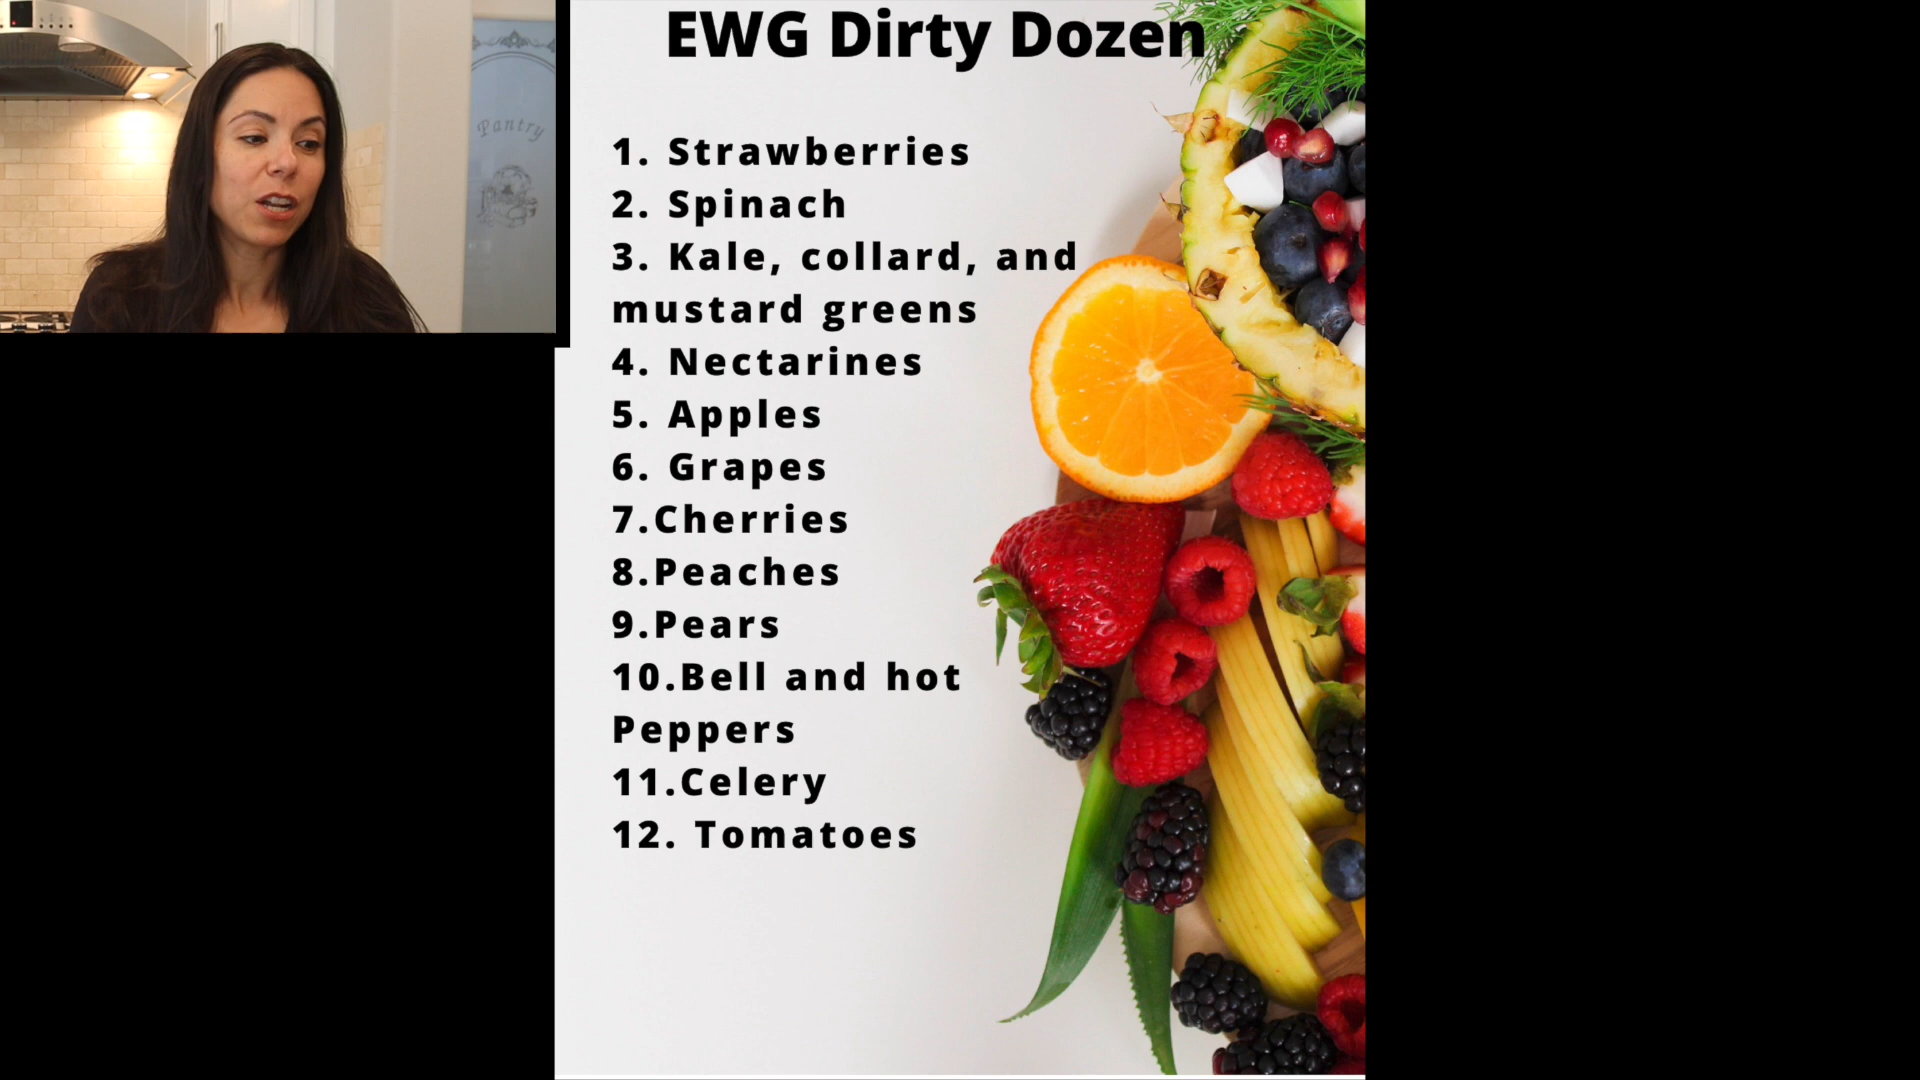 EWG Dirty Dozen
Pantry
1. Strawberries
2. Spinach
3. Kale, collard, and
mustard greens
4. Nectarines
5. Apples
6. Grapes
7.Cherries
8.Peaches
9.Pears
10.Bell and hot
Peppers
11.Celery
12. Tomatoes